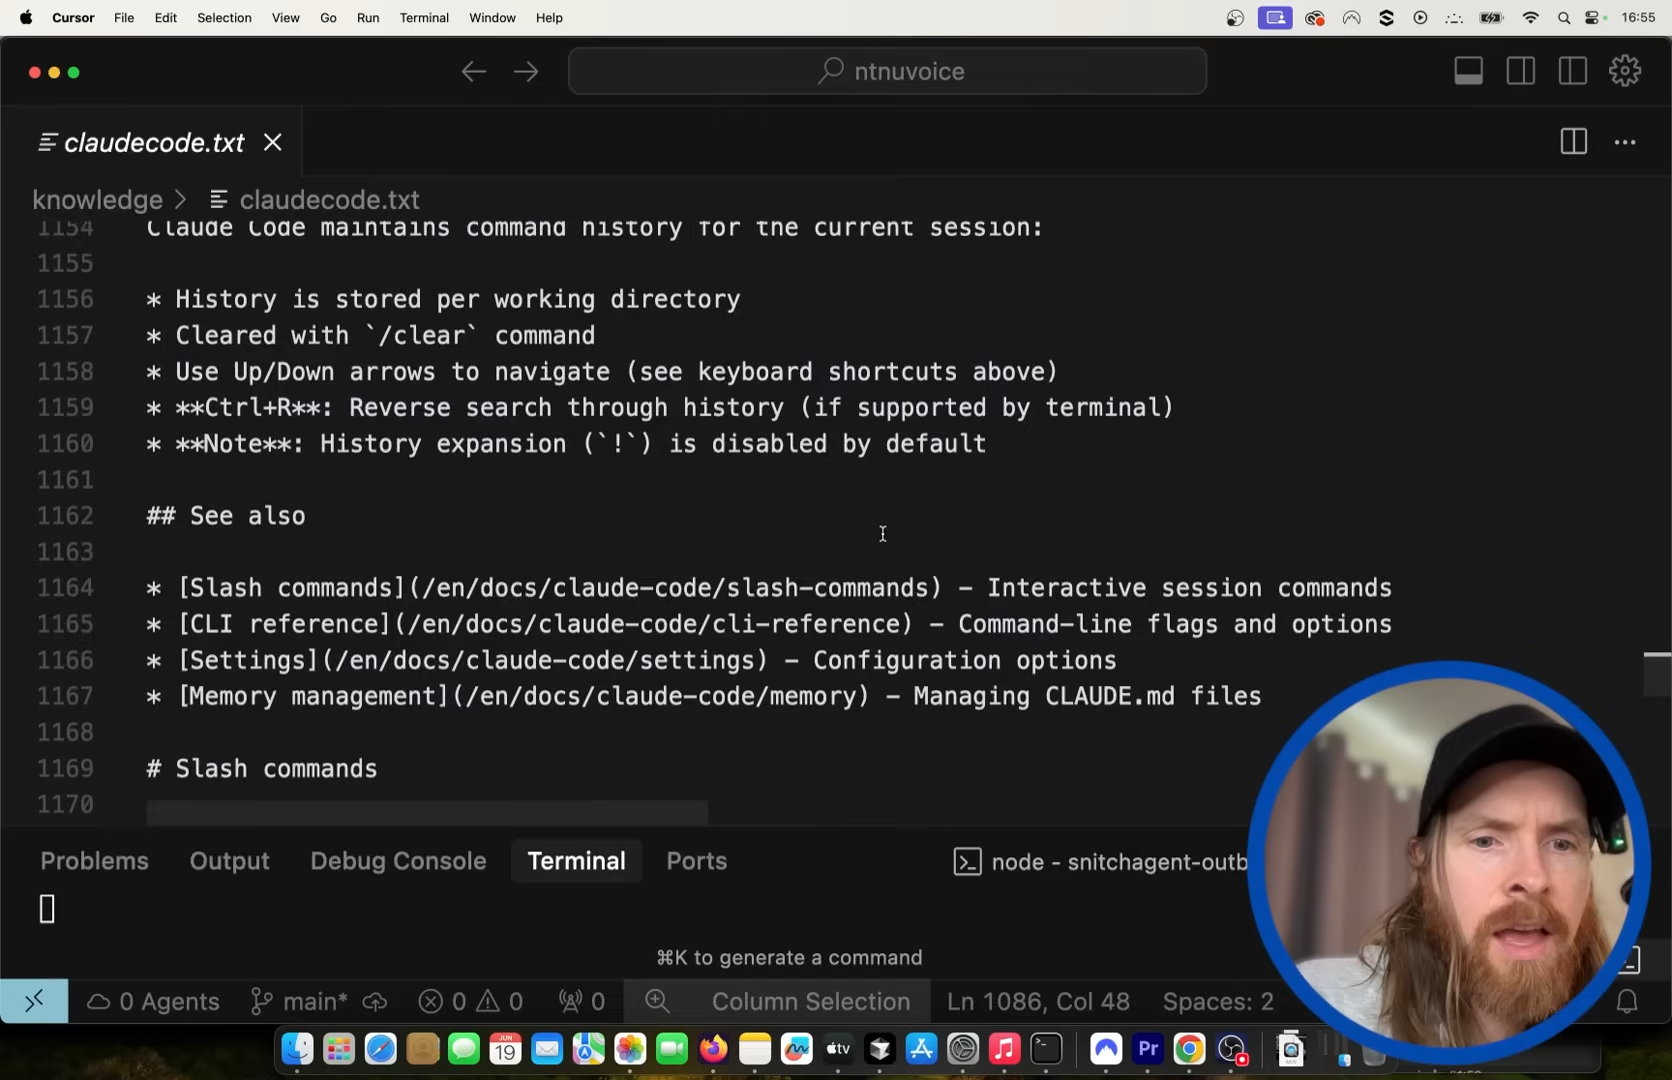 Cursor File Edit Selection View Go Run Terminal Window Help 16:55
ntnuvoice
claudecode.txt
knowledge > claudecode.txt
1154 Claude Code maintains command history for the current session:
1155
1156 * History is stored per working directory
1157 * Cleared with `/clear` command
1158 * Use Up/Down arrows to navigate (see keyboard shortcuts above)
1159 * **Ctrl+R**: Reverse search through history (if supported by terminal)
1160 * **Note**: History expansion (`!`) is disabled by default
1161
1162 ## See also
1163
1164 * [Slash commands](/en/docs/claude-code/slash-commands) - Interactive session commands
1165 * [CLI reference](/en/docs/claude-code/cli-reference) - Command-line flags and options
1166 * [Settings](/en/docs/claude-code/settings) - Configuration options
1167 * [Memory management](/en/docs/claude-code/memory) - Managing CLAUDE.md files
1168
1169 # Slash commands
1170
Problems Output Debug Console Terminal Ports node - snitchagent-outb
⌘K to generate a command
0 Agents main* 0 0 0 Column Selection Ln 1086, Col 48 Spaces: 2
JUN
19
tv
Pr